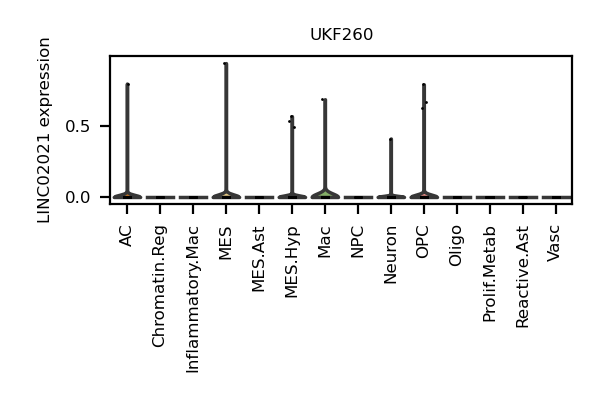 UKF260
LINC02021 expression
0.5
0.0
AC
Chromatin.Reg
Inflammatory.Mac
MES
MES.Ast
MES.Hyp
Mac
NPC
Neuron
OPC
Oligo
Prolif.Metab
Reactive.Ast
Vasc